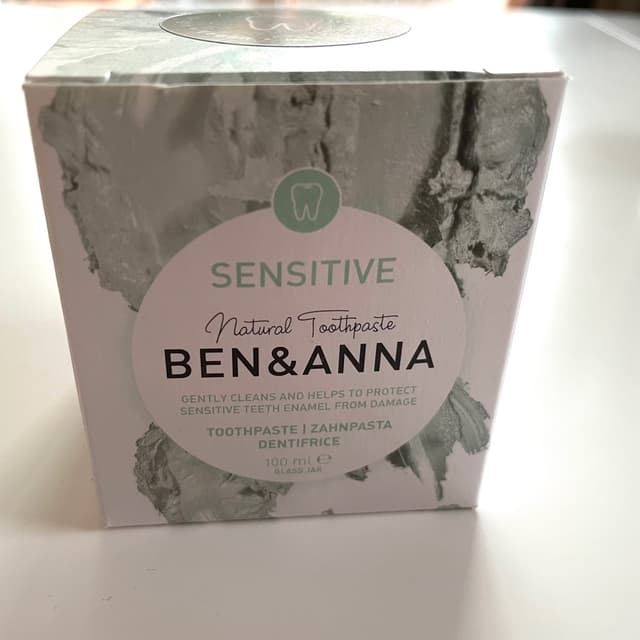 SENSITIVE
Natural Toothpaste
BEN&ANNA
GENTLY CLEANS AND HELPS TO PROTECT
SENSITIVE TEETH ENAMEL FROM DAMAGE
TOOTHPASTE | ZAHNPASTA
DENTIFRICE
100 ml ℮
GLASS JAR